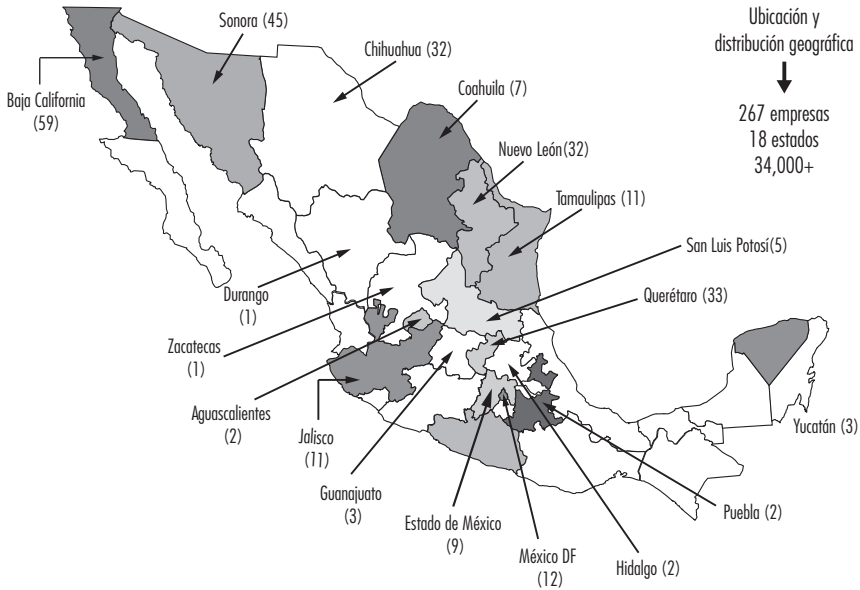 Ubicación y
distribución geográfica
267 empresas
18 estados
34,000+
Sonora (45)
Chihuahua (32)
Baja California
(59)
Coahuila (7)
Nuevo León(32)
Tamaulipas (11)
San Luis Potosí(5)
Querétaro (33)
Durango
(1)
Zacatecas
(1)
Aguascalientes
(2)
Jalisco
(11)
Guanajuato
(3)
Estado de México
(9)
México DF
(12)
Hidalgo (2)
Puebla (2)
Yucatán (3)